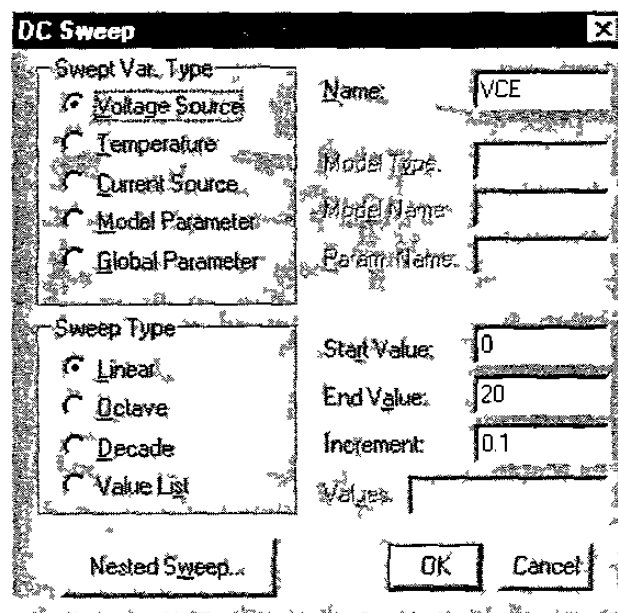 DC Sweep
Swept Var. Type
Voltage Source
Temperature
Current Source
Model Parameter
Global Parameter
Name: VCE
Model Type:
Model Name:
Param. Name:
Sweep Type
Linear
Octave
Decade
Value List
Start Value: 0
End Value: 20
Increment: 0.1
Values:
Nested Sweep...
OK
Cancel